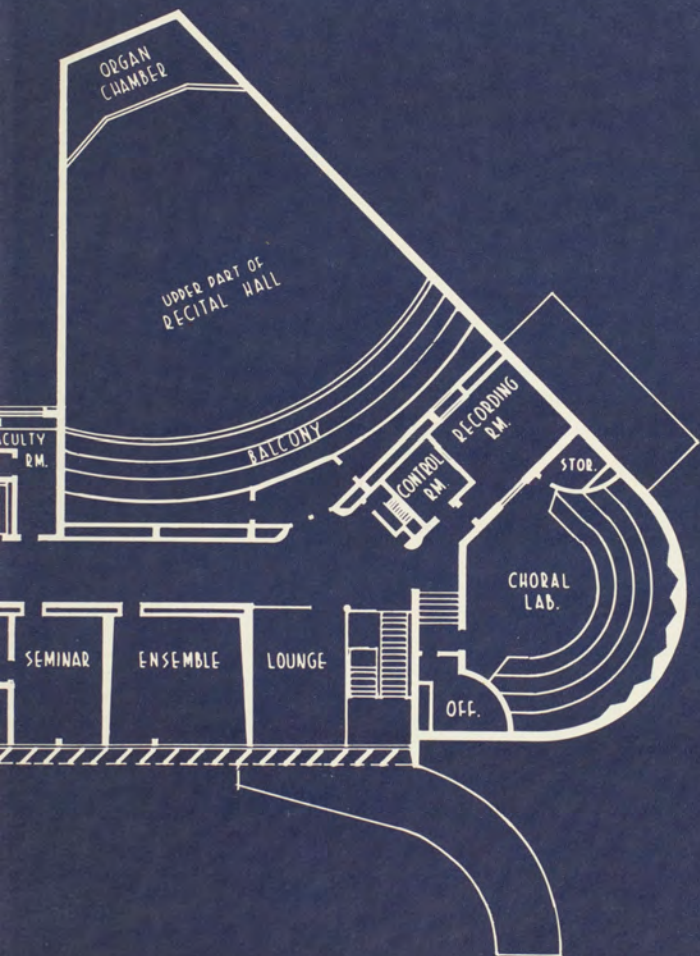 ORGAN
CHAMBER
UPPER PART OF
RECITAL HALL
BALCONY
RECORDING
RM.
CONTROL
RM.
STOR.
CULTY
RM.
CHORAL
LAB.
SEMINAR
ENSEMBLE
LOUNGE
OFF.